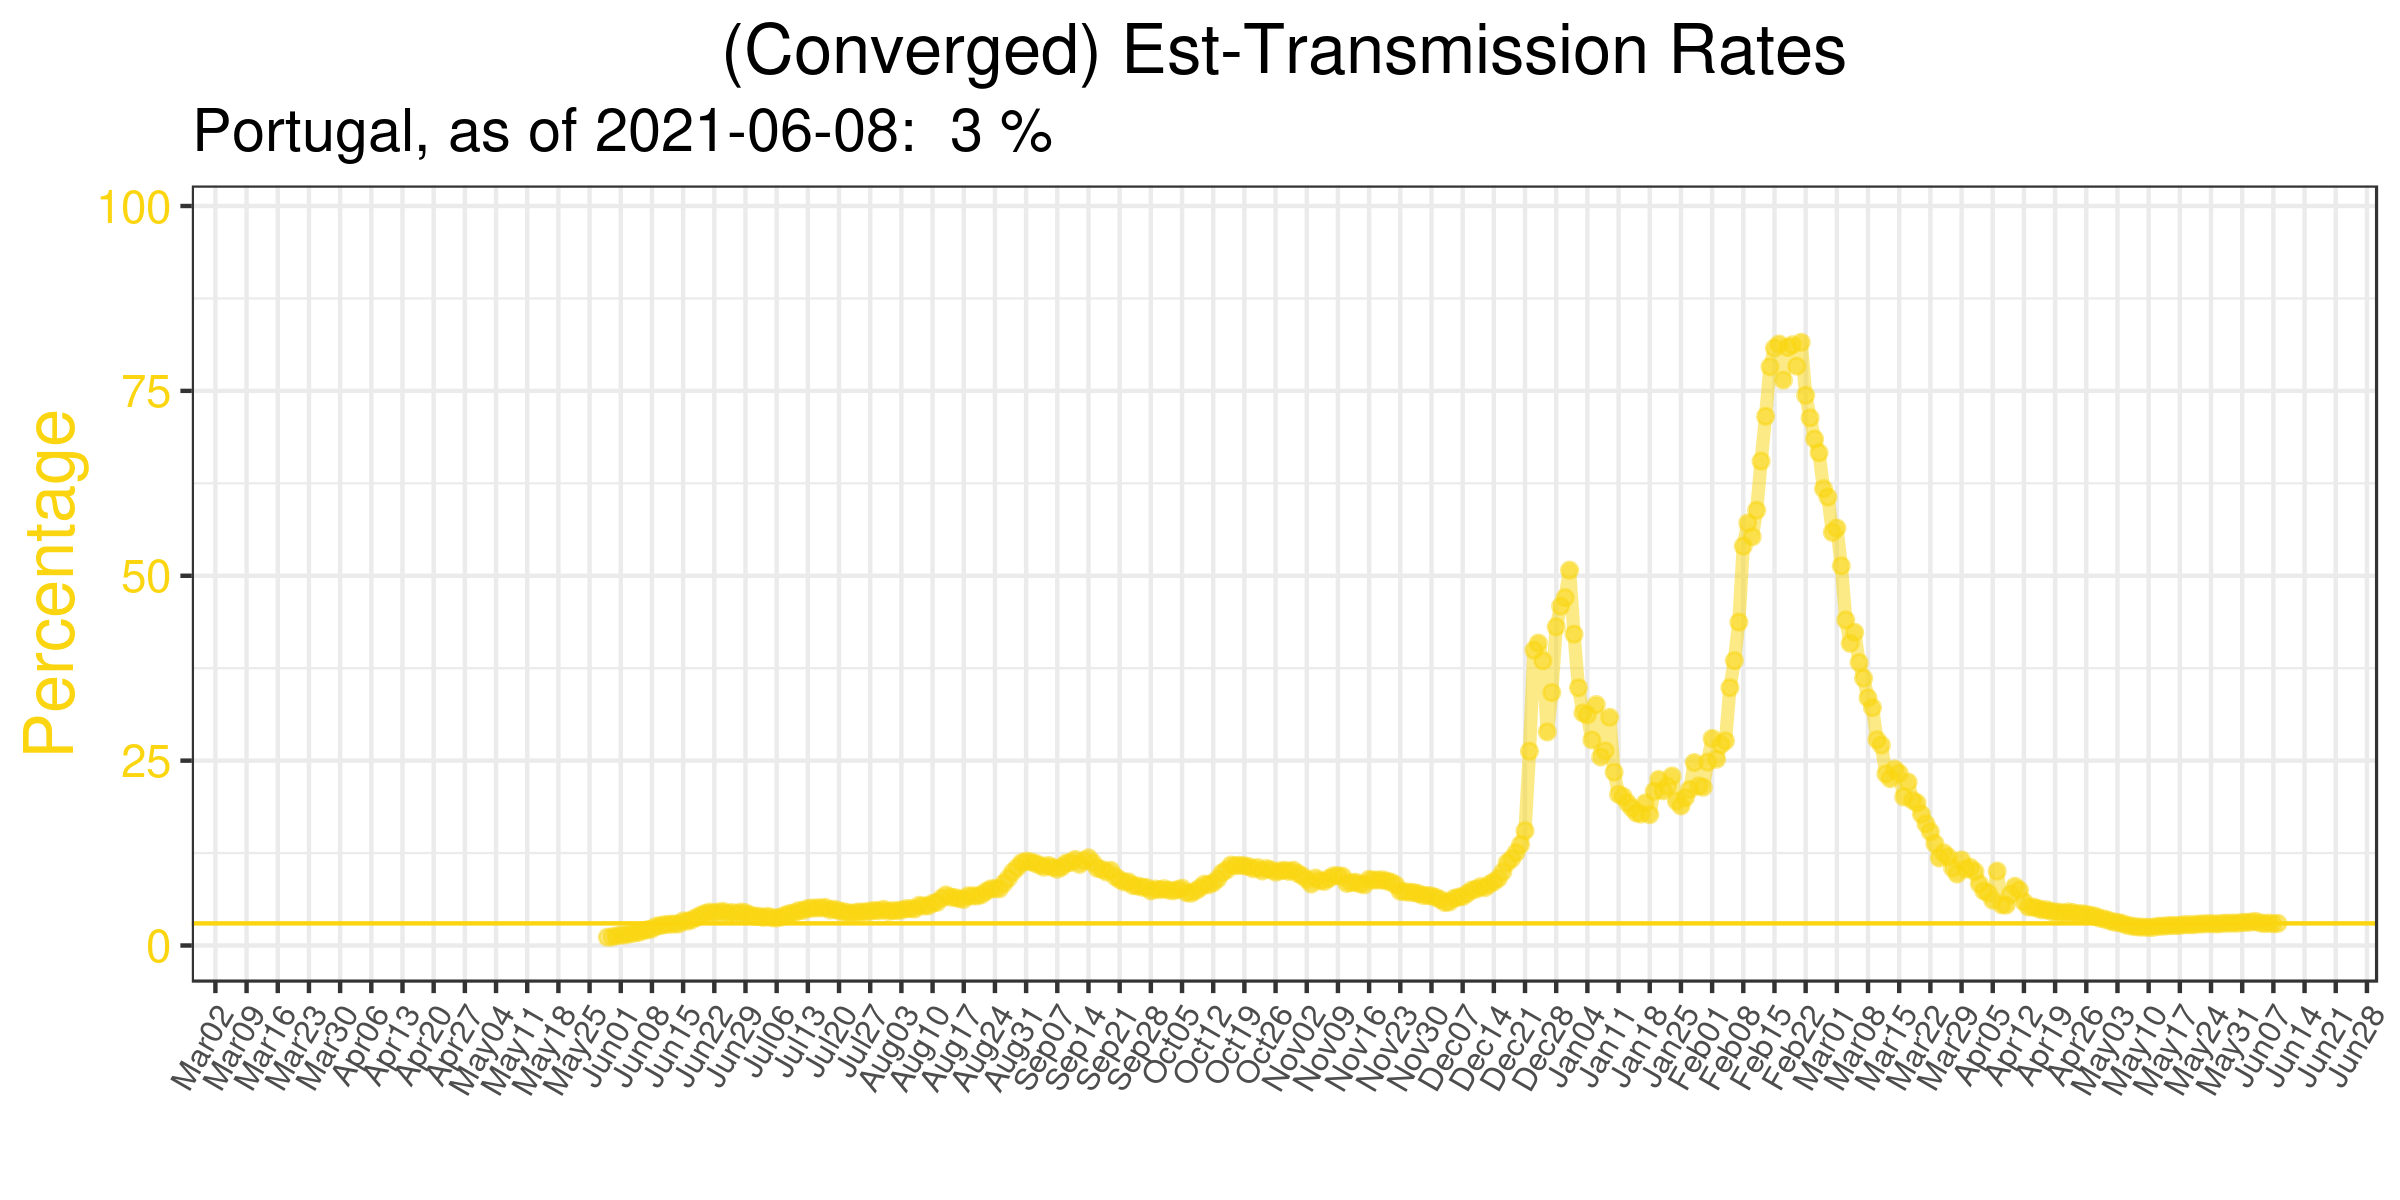 (Converged) Est-Transmission Rates
Portugal, as of 2021-06-08:  3 %
Percentage
100
75
50
25
0
Mar02
Mar09
Mar16
Mar23
Mar30
Apr06
Apr13
Apr20
Apr27
May04
May11
May18
May25
Jun01
Jun08
Jun15
Jun22
Jun29
Jul06
Jul13
Jul20
Jul27
Aug03
Aug10
Aug17
Aug24
Aug31
Sep07
Sep14
Sep21
Sep28
Oct05
Oct12
Oct19
Oct26
Nov02
Nov09
Nov16
Nov23
Nov30
Dec07
Dec14
Dec21
Dec28
Jan04
Jan11
Jan18
Jan25
Feb01
Feb08
Feb15
Feb22
Mar01
Mar08
Mar15
Mar22
Mar29
Apr05
Apr12
Apr19
Apr26
May03
May10
May17
May24
May31
Jun07
Jun14
Jun21
Jun28